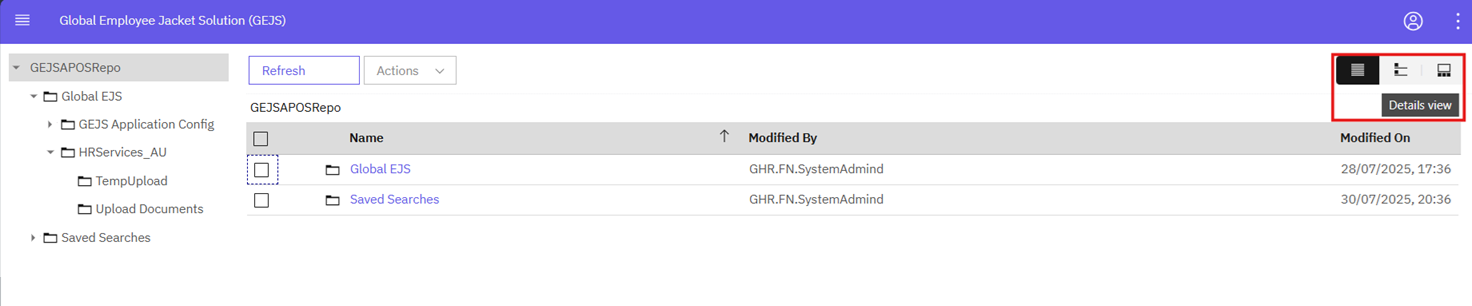 Global Employee Jacket Solution (GEJS)
GEJSAPOSRepo
Global EJS
GEJS Application Config
HRServices_AU
TempUpload
Upload Documents
Saved Searches
Refresh
Actions
Details view
GEJSAPOSRepo
Name Modified By Modified On
Global EJS GHR.FN.SystemAdmind 28/07/2025, 17:36
Saved Searches GHR.FN.SystemAdmind 30/07/2025, 20:36